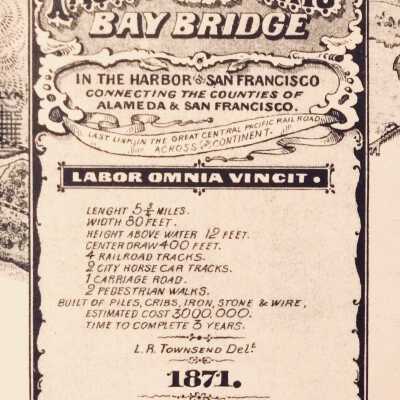 BAY BRIDGE
IN THE HARBOR OF SAN FRANCISCO
CONNECTING THE COUNTIES OF
ALAMEDA & SAN FRANCISCO.
LAST LINK IN THE GREAT CENTRAL PACIFIC RAIL ROAD
ACROSS THE CONTINENT.
LABOR OMNIA VINCIT.
LENGHT 5 MILES.
WIDTH 80 FEET.
HEIGHT ABOVE WATER 12 FEET.
CENTER DRAW 400 FEET.
4 RAILROAD TRACKS.
2 CITY HORSE CAR TRACKS.
1 CARRIAGE ROAD.
2 PEDESTRIAN WALKS.
BUILT OF PILES, CRIBS, IRON, STONE & WIRE,
ESTIMATED COST 3000,000.
TIME TO COMPLETE 3 YEARS.
L. R. TOWNSEND Delt
1871.